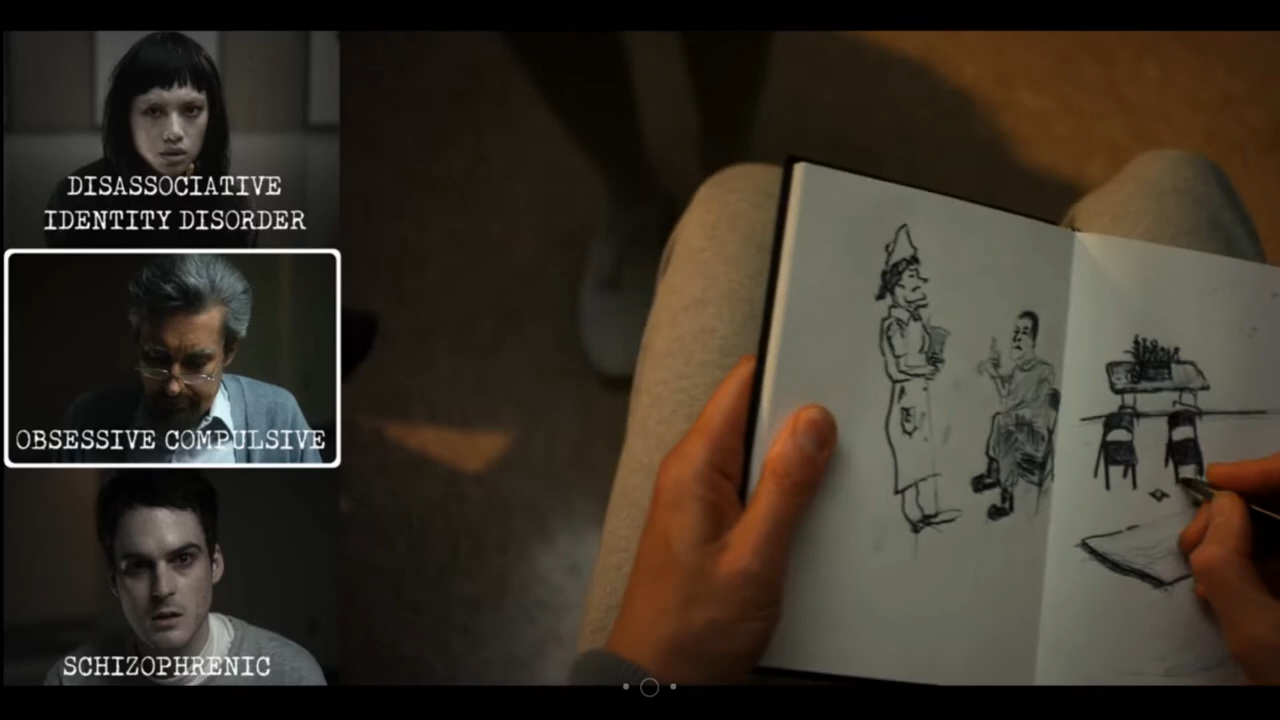 DISASSOCIATIVE
IDENTITY DISORDER
OBSESSIVE COMPULSIVE
SCHIZOPHRENIC